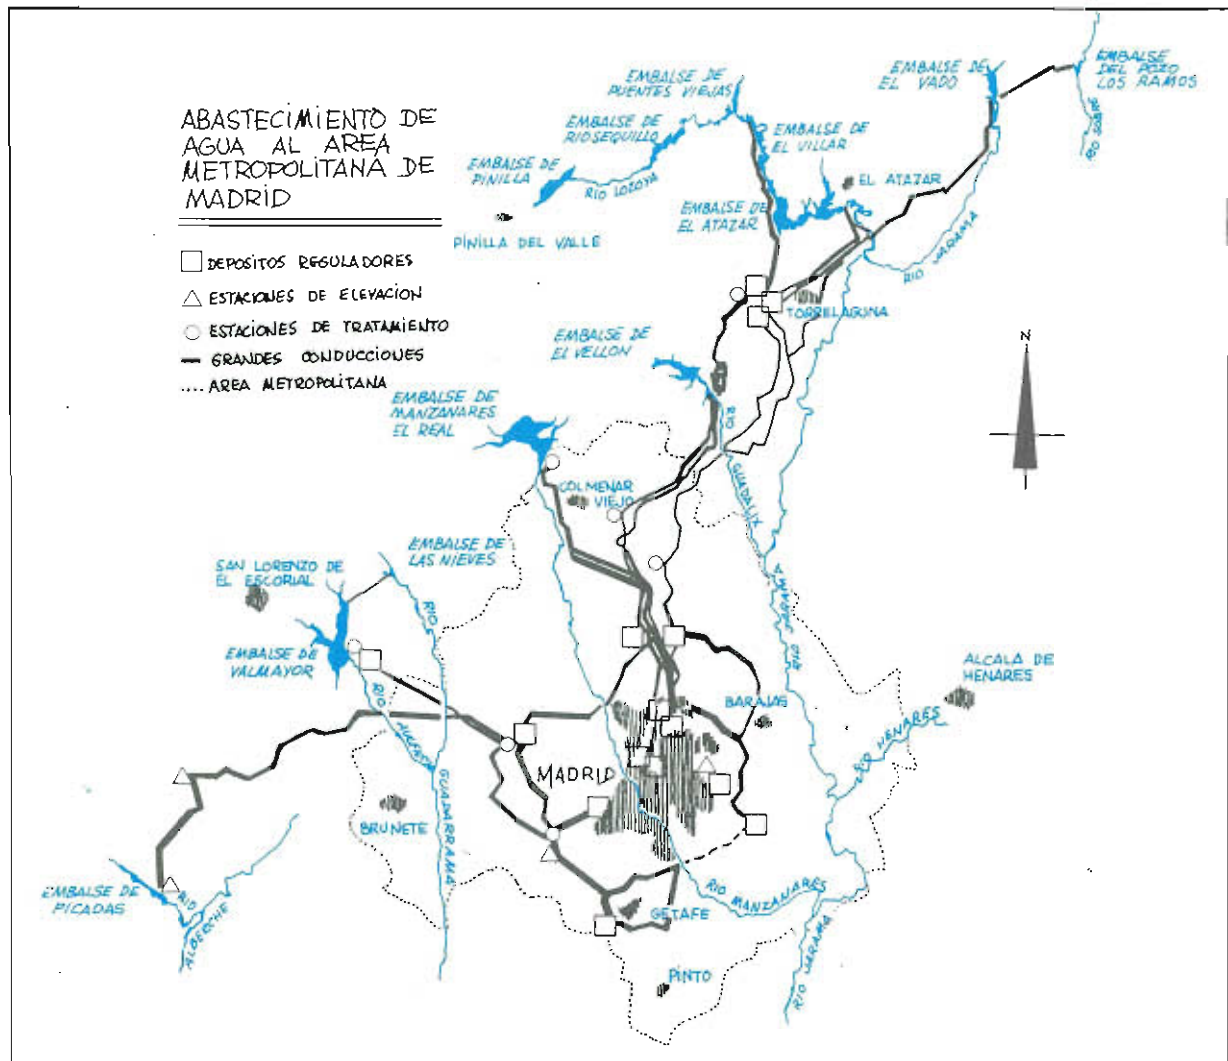 ABASTECIMIENTO DE
AGUA AL AREA
METROPOLITANA DE
MADRID
DEPOSITOS REGULADORES
ESTACIONES DE ELEVACION
ESTACIONES DE TRATAMIENTO
GRANDES CONDUCCIONES
.... AREA METROPOLITANA
EMBALSE DE
PUENTES VIEJAS
EMBALSE DE
EL VADO
EMBALSE
DEL POZO
LOS RAMOS
RIO SORBE
EMBALSE DE
RIOSEQUILLO
EMBALSE DE
EL VILLAR
EMBALSE DE
PINILLA
RIO LOZOYA
EL ATAZAR
EMBALSE DE
EL ATAZAR
PINILLA DEL VALLE
RIO JARAMA
TORRELAGUNA
EMBALSE DE
EL VELLON
N
EMBALSE DE
MANZANARES
EL REAL
RIO
GUADALIX
COLMENAR
VIEJO
EMBALSE DE
LAS NIEVES
SAN LORENZO DE
EL ESCORIAL
RIO JARAMA
EMBALSE DE
VALMAYOR
RIO
RIO
AULENCIA
GUADARRAMA
ALCALA DE
HENARES
BARAJAS
RIO HENARES
MADRID
BRUNETE
EMBALSE DE
PICADAS
RIO
ALBERCHE
RIO MANZANARES
GETAFE
RIO JARAMA
PINTO